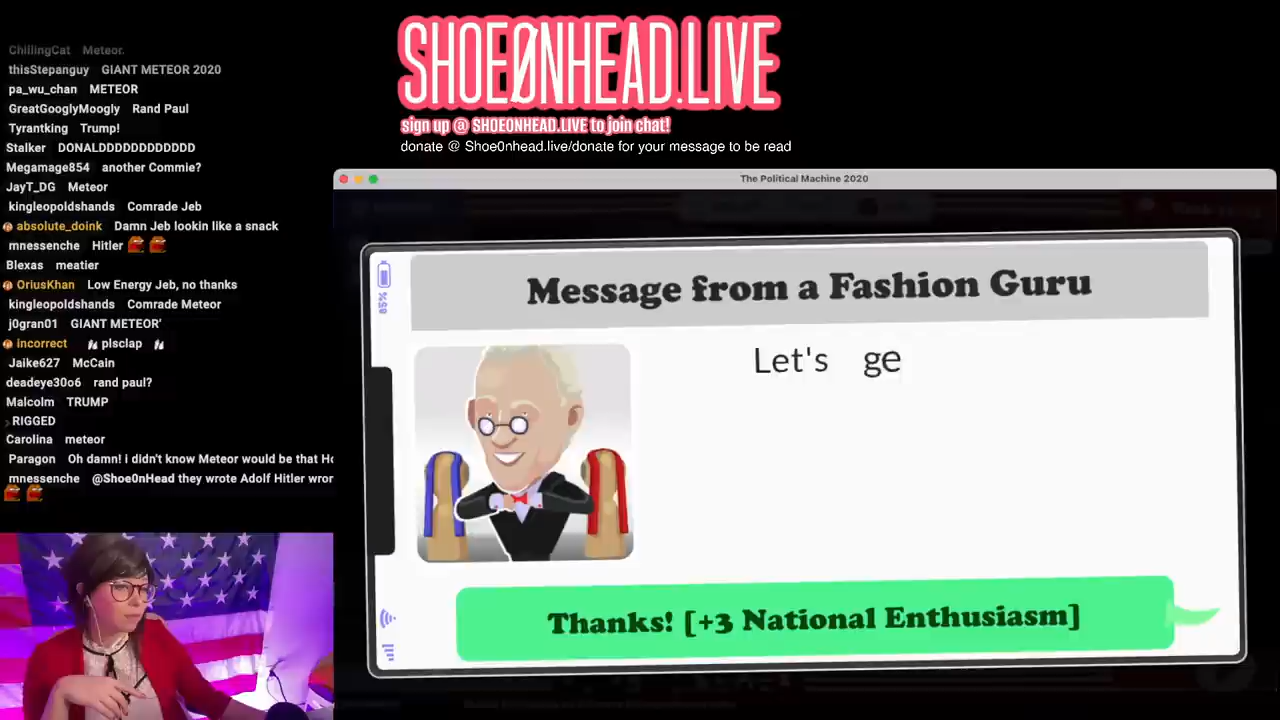 ChillingCat Meteor.
thisStepanguy GIANT METEOR 2020
pa_wu_chan METEOR
GreatGooglyMoogly Rand Paul
Tyrantking Trump!
Stalker DONALDDDDDDDDDDDD
Megamage854 another Commie?
JayT_DG Meteor
kingleopoldshands Comrade Jeb
absolute_doink Damn Jeb lookin like a snack
mnessenche Hitler
Blexas meatier
OriusKhan Low Energy Jeb, no thanks
kingleopoldshands Comrade Meteor
j0gran01 GIANT METEOR'
incorrect plsclap
Jaike627 McCain
deadeye30o6 rand paul?
Malcolm TRUMP
RIGGED
Carolina meteor
Paragon Oh damn! i didn't know Meteor would be that
mnessenche @Shoe0nHead they wrote Adolf Hitler
SHOEØNHEAD.LIVE
sign up @ SHOE0NHEAD.LIVE to join chat!
donate @ Shoe0nhead.live/donate for your message to be read
The Political Machine 2020
85%
Message from a Fashion Guru
Let's ge
Thanks! [+3 National Enthusiasm]